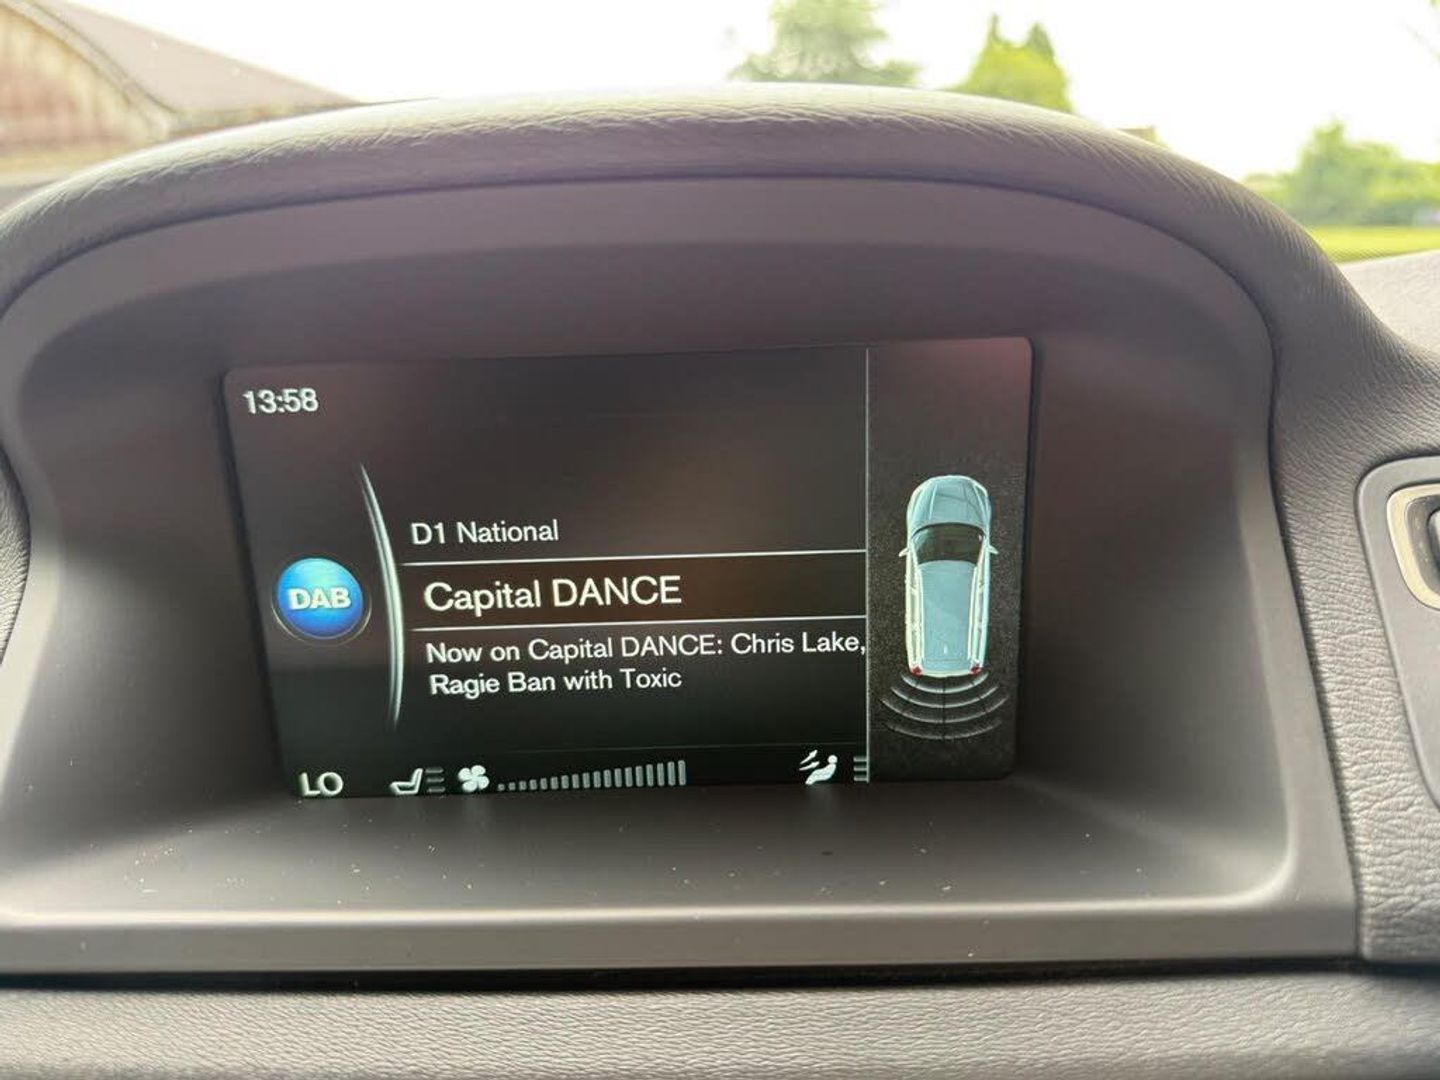 13:58
D1 National
DAB
Capital DANCE
Now on Capital DANCE: Chris Lake,
Ragie Ban with Toxic
LO